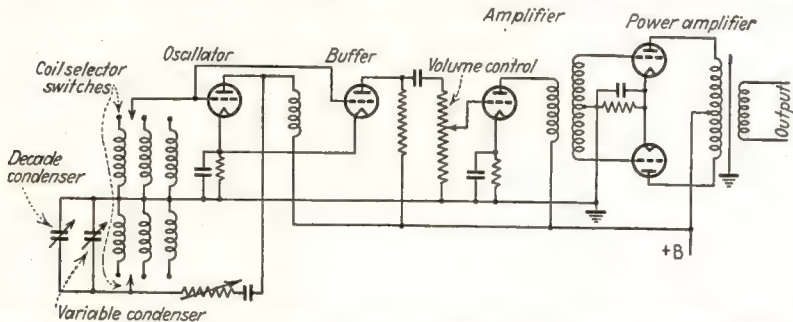 Amplifier
Power amplifier
Oscillator
Buffer
Coil selector
switches
Volume control
Decade
condenser
Output
+B
Variable condenser